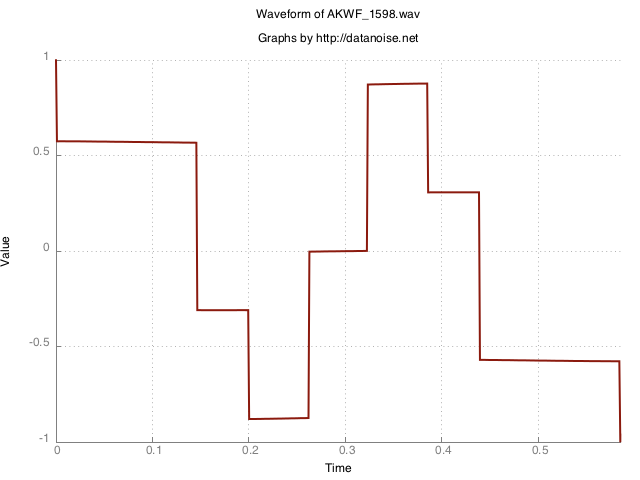 Waveform of AKWF_1598.wav
Graphs by http://datanoise.net
1
0.5
0
-0.5
-1
Value
0 0.1 0.2 0.3 0.4 0.5
Time